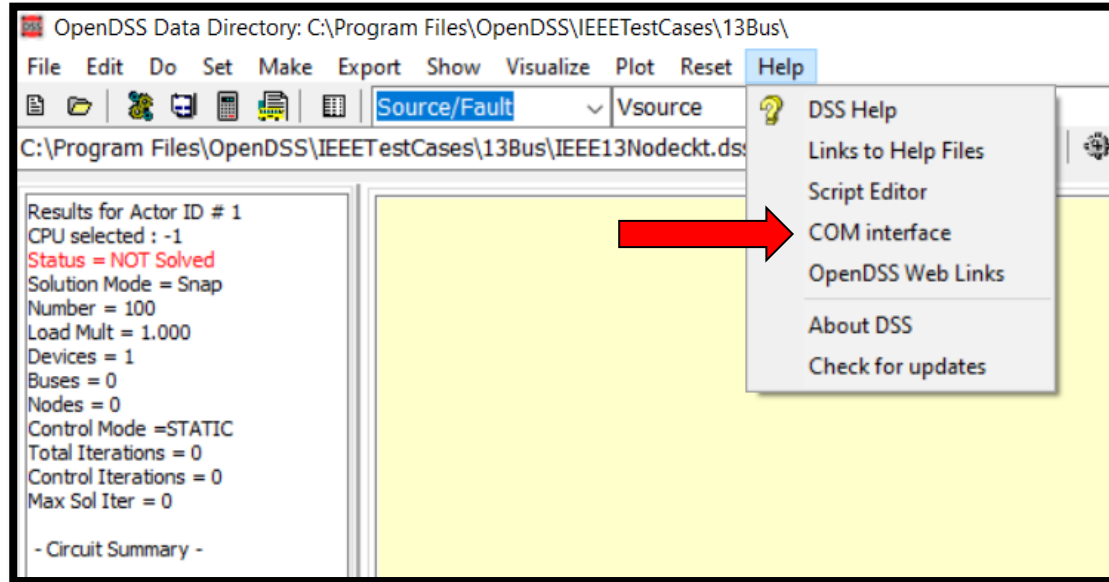 OpenDSS Data Directory: C:\Program Files\OpenDSS\IEEETestCases\13Bus\
File Edit Do Set Make Export Show Visualize Plot Reset Help
Source/Fault Vsource
C:\Program Files\OpenDSS\IEEETestCases\13Bus\IEEE13Nodeckt.dss
DSS Help
Links to Help Files
Script Editor
COM interface
OpenDSS Web Links
About DSS
Check for updates
Results for Actor ID # 1
CPU selected : -1
Status = NOT Solved
Solution Mode = Snap
Number = 100
Load Mult = 1.000
Devices = 1
Buses = 0
Nodes = 0
Control Mode =STATIC
Total Iterations = 0
Control Iterations = 0
Max Sol Iter = 0
- Circuit Summary -